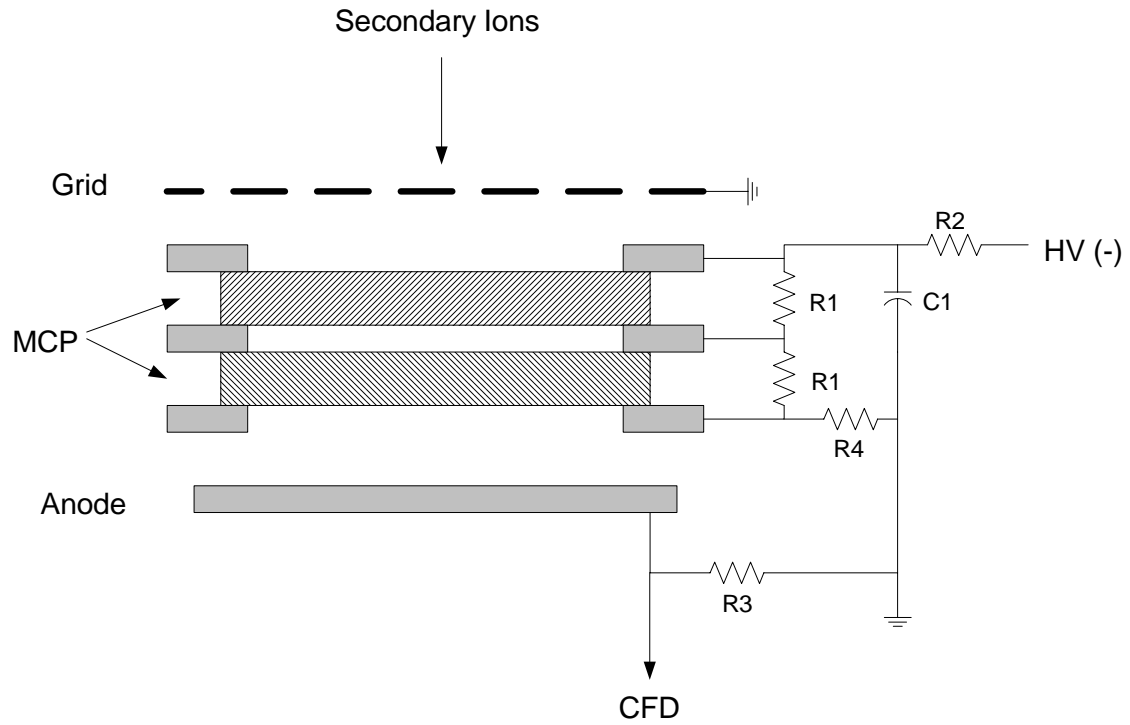 Secondary Ions
Grid
R2
HV (-)
R1
C1
MCP
R1
R4
Anode
R3
CFD